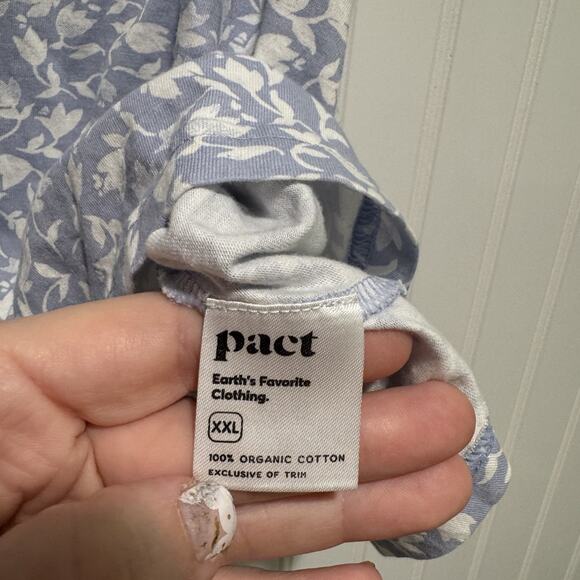 pact
Earth's Favorite
Clothing.
XXL
100% ORGANIC COTTON
EXCLUSIVE OF TRIM